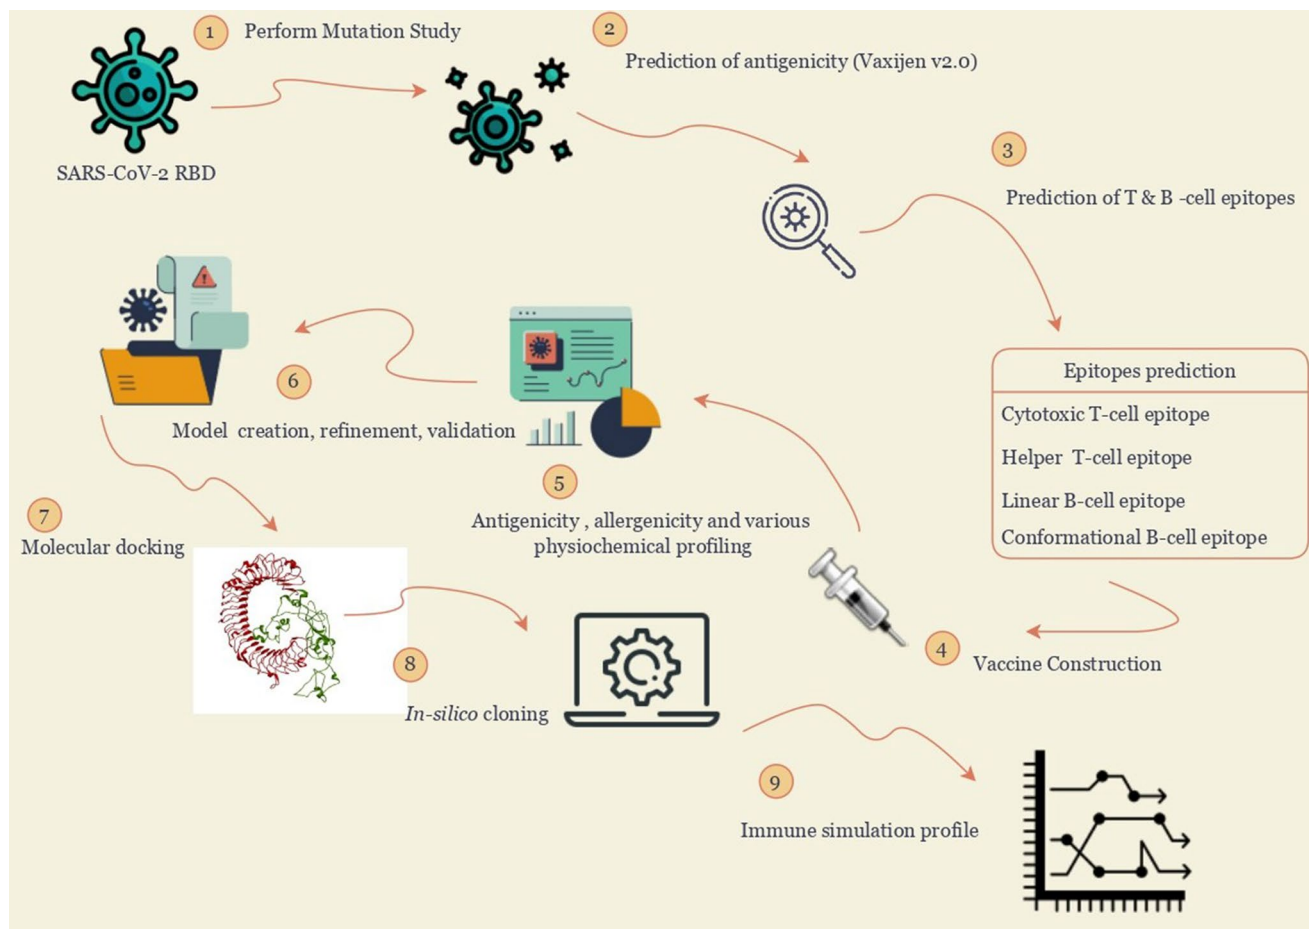 1
Perform Mutation Study
SARS-CoV-2 RBD
2
Prediction of antigenicity (Vaxijen v2.0)
3
Prediction of T & B -cell epitopes
Epitopes prediction
Cytotoxic T-cell epitope
Helper T-cell epitope
Linear B-cell epitope
Conformational B-cell epitope
4
Vaccine Construction
5
Antigenicity , allergenicity and various
physiochemical profiling
6
Model creation, refinement, validation
7
Molecular docking
8
In-silico cloning
9
Immune simulation profile